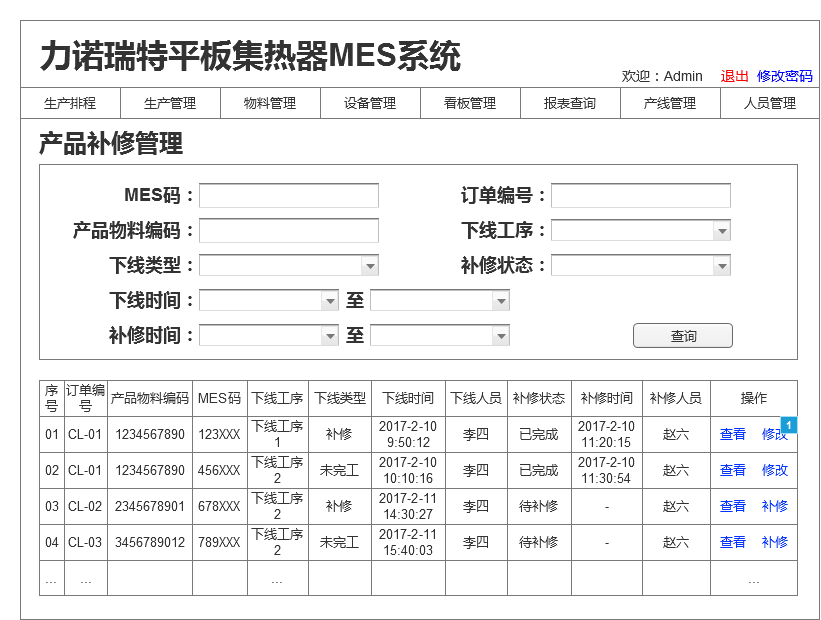 力诺瑞特平板集热器MES系统
欢迎：Admin 退出 修改密码
生产排程 生产管理 物料管理 设备管理 看板管理 报表查询 产线管理 人员管理
产品补修管理
MES码： 订单编号：
产品物料编码： 下线工序：
下线类型： 补修状态：
下线时间： 至
补修时间： 至 查询
序号 订单编号 产品物料编码 MES码 下线工序 下线类型 下线时间 下线人员 补修状态 补修时间 补修人员 操作
01 CL-01 1234567890 123XXX 下线工序1 补修 2017-2-10 9:50:12 李四 已完成 2017-2-10 11:20:15 赵六 查看 修改 1
02 CL-01 1234567890 456XXX 下线工序2 未完工 2017-2-10 10:10:16 李四 已完成 2017-2-10 11:30:54 赵六 查看 修改
03 CL-02 2345678901 678XXX 下线工序2 补修 2017-2-11 14:30:27 李四 待补修 - 赵六 查看 补修
04 CL-03 3456789012 789XXX 下线工序2 未完工 2017-2-11 15:40:03 李四 待补修 - 赵六 查看 补修
... ... ... ...